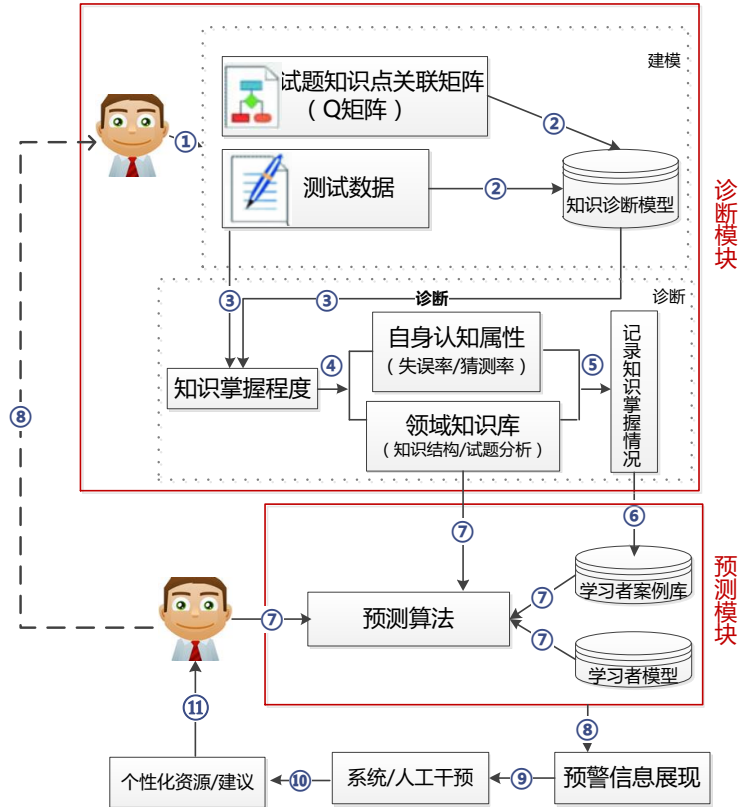 建模
试题知识点关联矩阵
（Q矩阵）
①
②
测试数据
②
知识诊断模型
诊断模块
③
③
诊断
诊断
自身认知属性
（失误率/猜测率）
知识掌握程度
④
⑤
记录知识掌握情况
领域知识库
（知识结构/试题分析）
⑧
⑦
⑥
学习者案例库
预测模块
⑦
预测算法
⑦
⑦
学习者模型
⑪
⑧
个性化资源/建议
⑩
系统/人工干预
⑨
预警信息展现